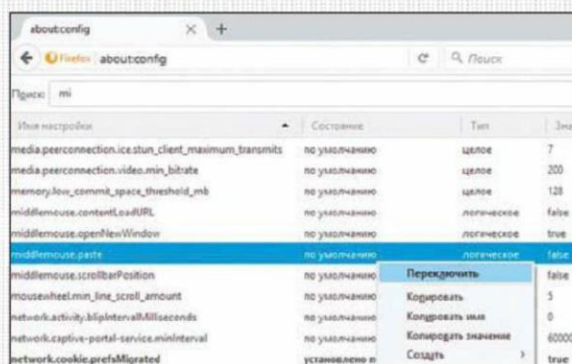 about:config
Firefox about:config
Поиск
Поиск: mi
Имя настройки Состояние Тип
media.peerconnection.ice.stun_client_maximum_transmits по умолчанию целое 7
media.peerconnection.video.min_bitrate по умолчанию целое 200
memory.low_commit_space_threshold_mb по умолчанию целое 128
middlemouse.contentLoadURL по умолчанию логическое false
middlemouse.openNewWindow по умолчанию логическое true
middlemouse.paste по умолчанию логическое false
middlemouse.scrollbarPosition по умолчанию false
mousewheel.min_line_scroll_amount по умолчанию 5
network.activity.blipIntervalMilliseconds по умолчанию 0
network.captive-portal-service.minInterval по умолчанию 60000
network.cookie.prefsMigrated установлено п true
Переключить
Копировать
Копировать имя
Копировать значение
Создать